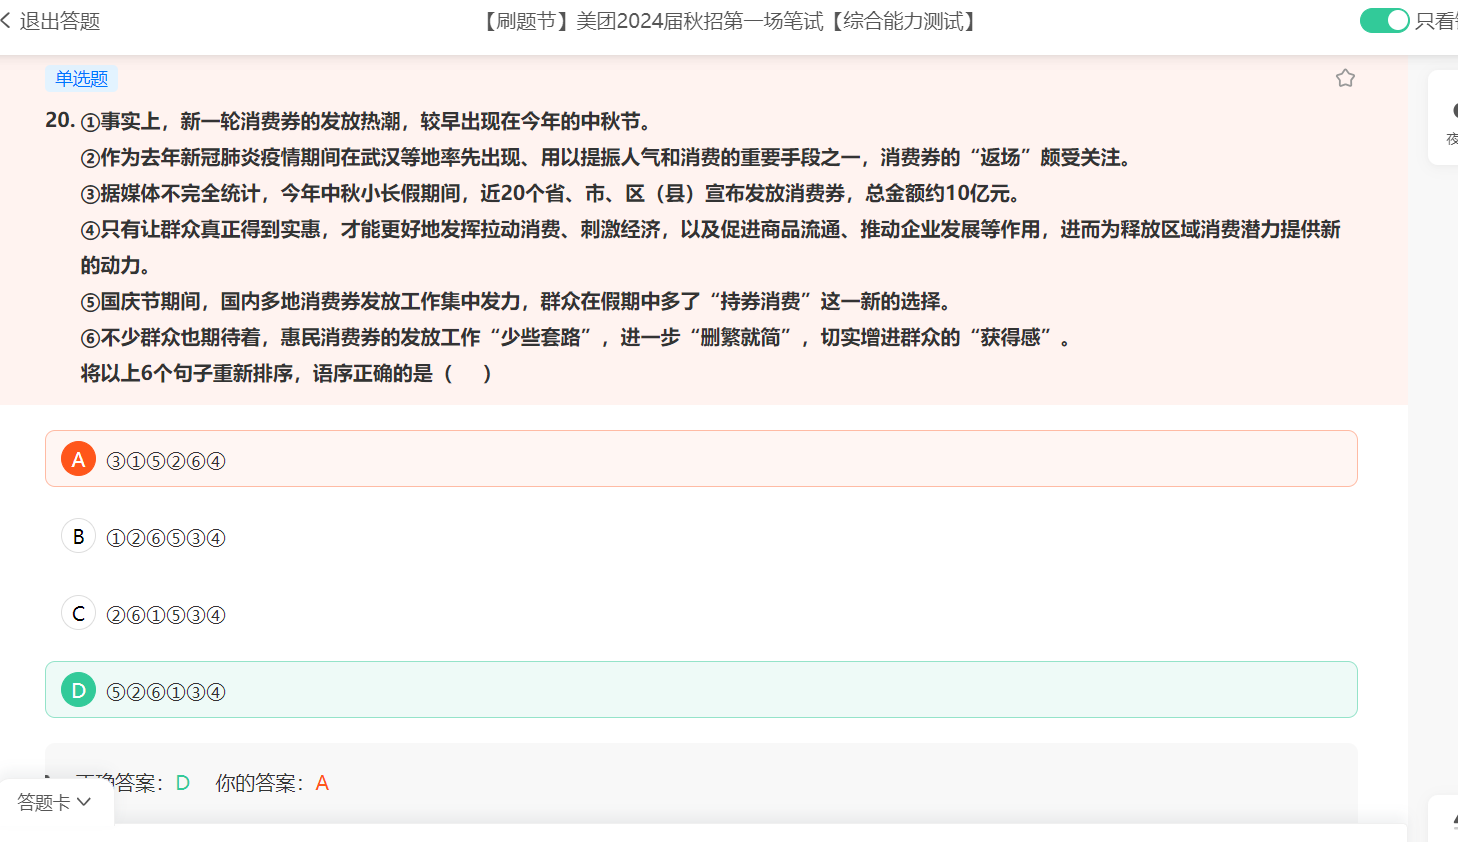 退出答题
【刷题节】美团2024届秋招第一场笔试【综合能力测试】
只看
单选题
20. ①事实上，新一轮消费券的发放热潮，较早出现在今年的中秋节。
②作为去年新冠肺炎疫情期间在武汉等地率先出现、用以提振人气和消费的重要手段之一，消费券的“返场”颇受关注。
③据媒体不完全统计，今年中秋小长假期间，近20个省、市、区（县）宣布发放消费券，总金额约10亿元。
④只有让群众真正得到实惠，才能更好地发挥拉动消费、刺激经济，以及促进商品流通、推动企业发展等作用，进而为释放区域消费潜力提供新
的动力。
⑤国庆节期间，国内多地消费券发放工作集中发力，群众在假期中多了“持券消费”这一新的选择。
⑥不少群众也期待着，惠民消费券的发放工作“少些套路”，进一步“删繁就简”，切实增进群众的“获得感”。
将以上6个句子重新排序，语序正确的是（ ）
A ③①⑤②⑥④
B ①②⑥⑤③④
C ②⑥①⑤③④
D ⑤②⑥①③④
正确答案：D 你的答案：A
答题卡